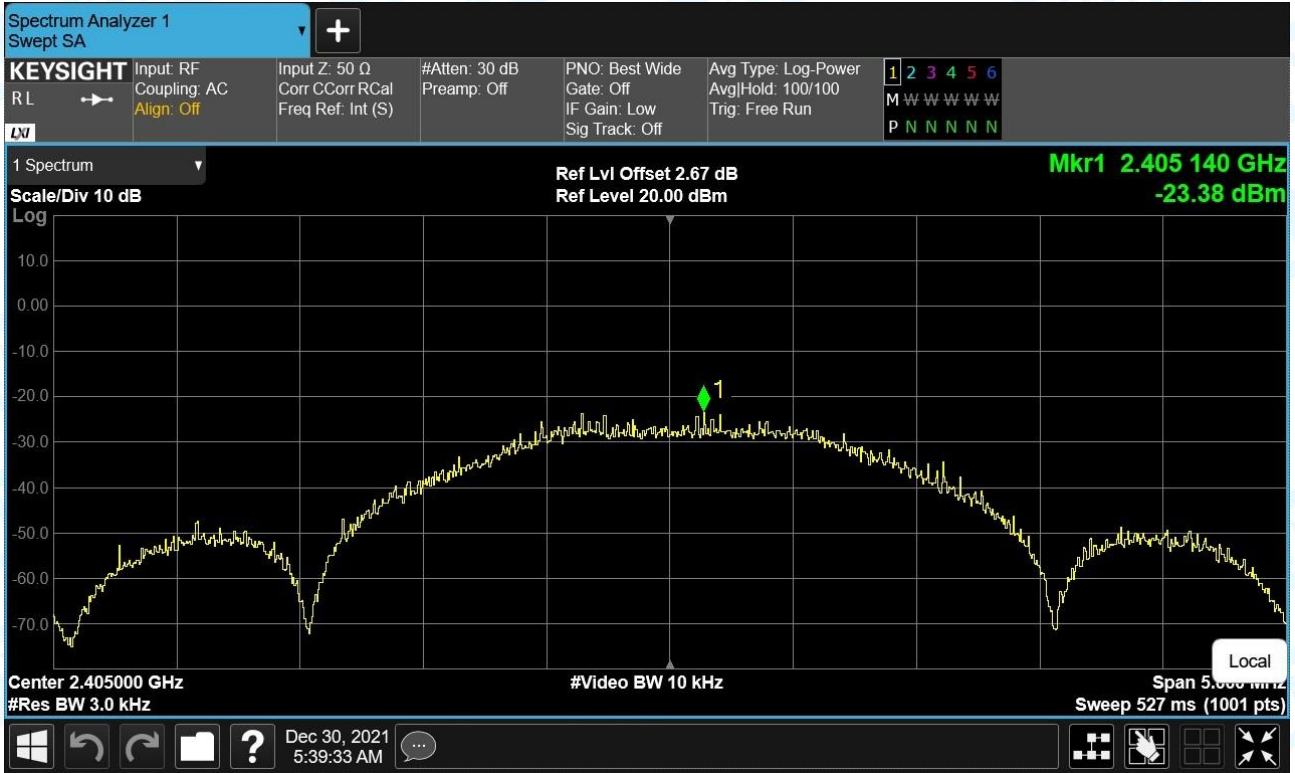 Spectrum Analyzer 1
Swept SA
+
KEYSIGHT
R L
LXI
Input: RF
Coupling: AC
Align: Off
Input Z: 50 Ω
Corr CCorr RCal
Freq Ref: Int (S)
#Atten: 30 dB
Preamp: Off
PNO: Best Wide
Gate: Off
IF Gain: Low
Sig Track: Off
Avg Type: Log-Power
Avg|Hold: 100/100
Trig: Free Run
1 2 3 4 5 6
M W W W W W
P N N N N N
1 Spectrum
Scale/Div 10 dB
Log
Ref Lvl Offset 2.67 dB
Ref Level 20.00 dBm
Mkr1 2.405 140 GHz
-23.38 dBm
10.0
0.00
-10.0
-20.0
-30.0
-40.0
-50.0
-60.0
-70.0
1
Local
Center 2.405000 GHz
#Video BW 10 kHz
Span 5.000 MHz
#Res BW 3.0 kHz
Sweep 527 ms (1001 pts)
?
Dec 30, 2021
5:39:33 AM